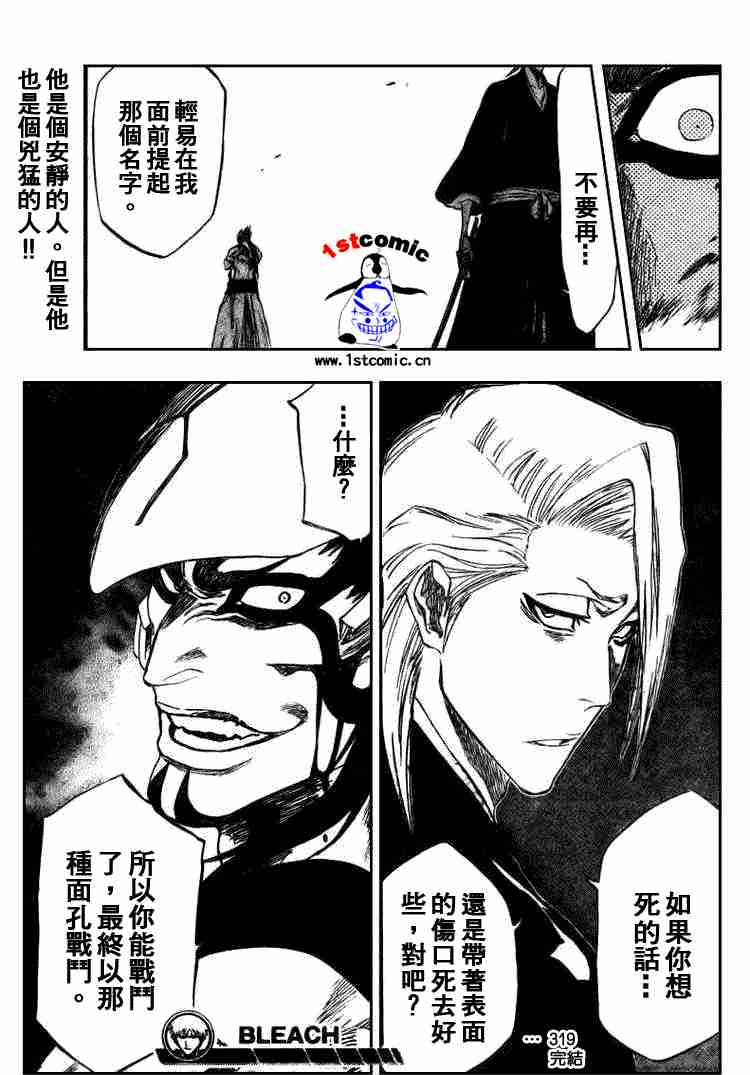 不要再…
輕易在我
面前提起
那個名字。
他是個安靜的人。但是他
也是個兇猛的人!!
1stcomic
www.1stcomic.cn
如果你想
死的話…
還是帶著表面
的傷口死去好
些，對吧?
…什麼?
所以你能戰鬥
了，最終以那
種面孔戰鬥。
BLEACH
… 319
完結